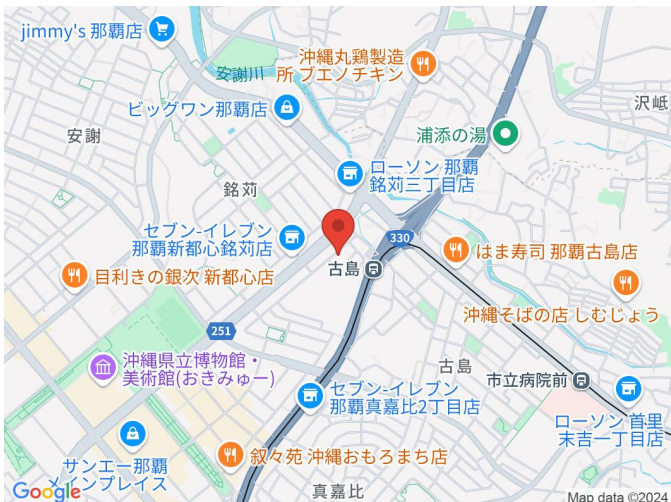 jimmy's 那覇店
安謝川
沖縄丸鶏製造
所 ブエノチキン
沢岻
ビッグワン那覇店
浦添の湯
安謝
ローソン 那覇
銘苅三丁目店
銘苅
セブン-イレブン
那覇新都心銘苅店
330
はま寿司 那覇古島店
目利きの銀次 新都心店
古島
沖縄そばの店 しむじょう
251
沖縄県立博物館・
美術館(おきみゅー)
古島
市立病院前
セブン-イレブン
那覇真嘉比2丁目店
ローソン 首里
末吉一丁目店
サンエー那覇
メインプレイス
叙々苑 沖縄おもろまち店
真嘉比
Google
Map data ©2024